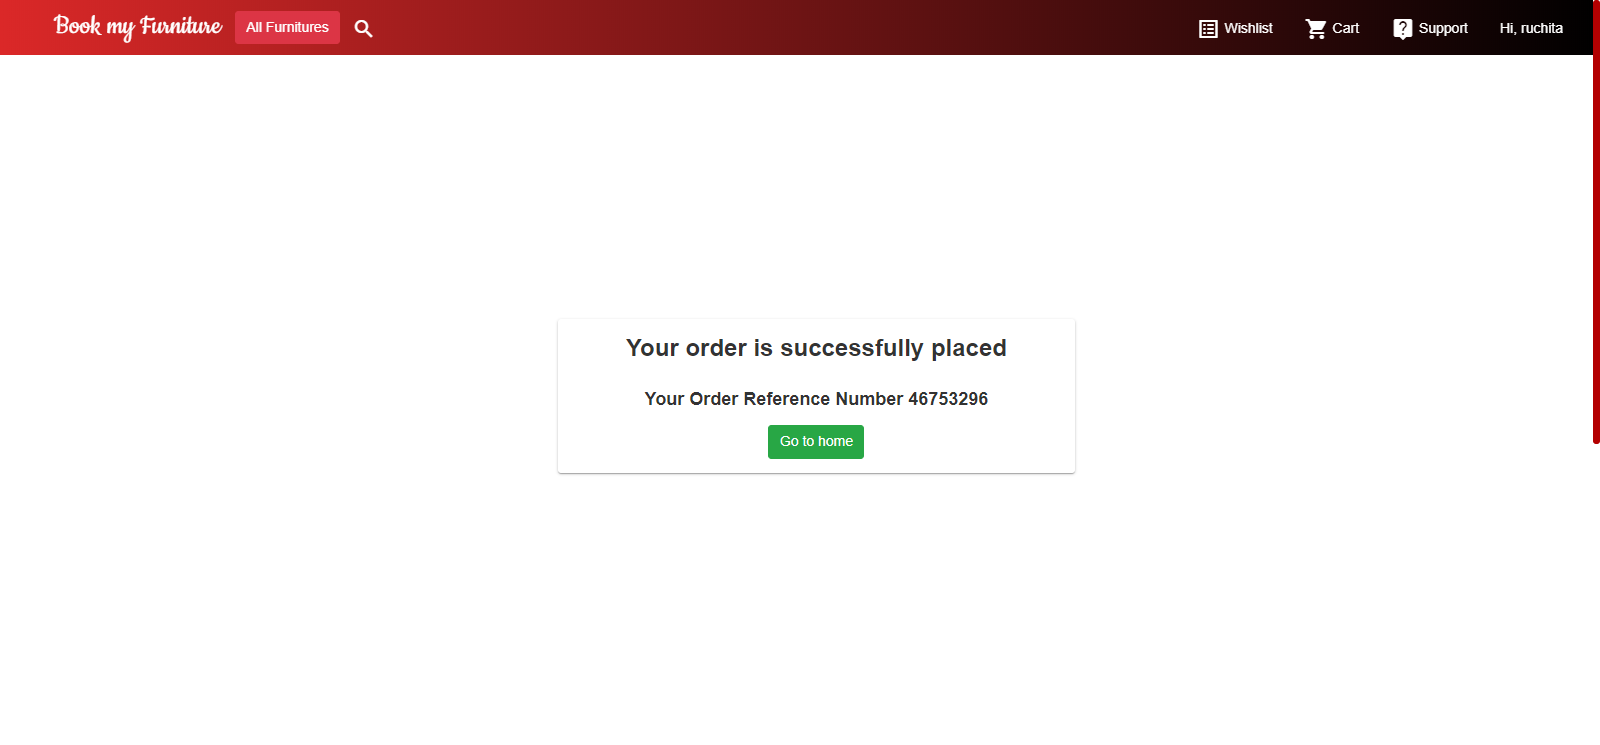 Book my Furniture
All Furnitures
Wishlist
Cart
Support
Hi, ruchita
Your order is successfully placed
Your Order Reference Number 46753296
Go to home